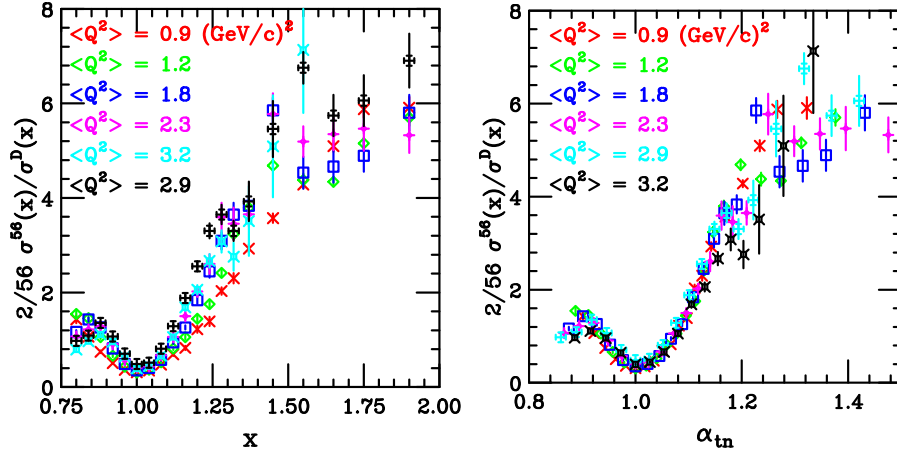 2/56 σ⁵⁶(x)/σᴰ(x)
8
6
4
2
0
<Q²> = 0.9 (GeV/c)²
<Q²> = 1.2
<Q²> = 1.8
<Q²> = 2.3
<Q²> = 3.2
<Q²> = 2.9
0.75 1.00 1.25 1.50 1.75 2.00
x
2/56 σ⁵⁶(x)/σᴰ(x)
8
6
4
2
0
<Q²> = 0.9 (GeV/c)²
<Q²> = 1.2
<Q²> = 1.8
<Q²> = 2.3
<Q²> = 2.9
<Q²> = 3.2
0.8 1.0 1.2 1.4
αtn